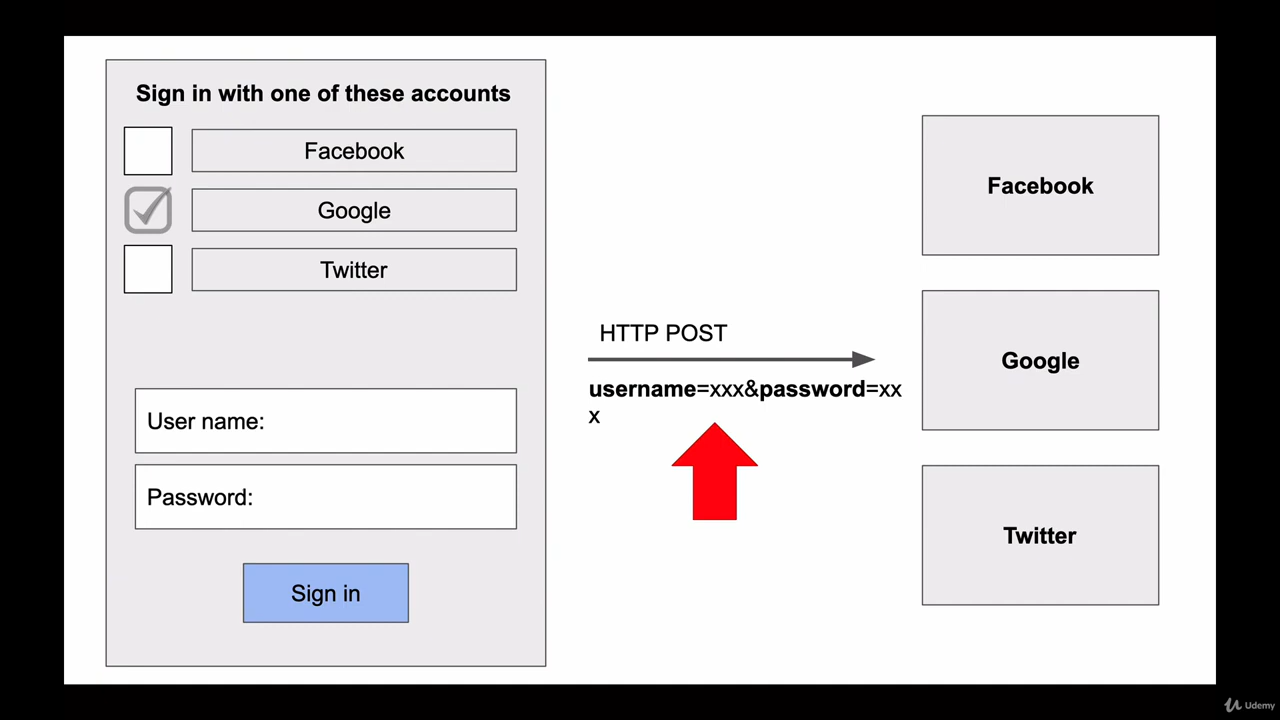 Sign in with one of these accounts
Facebook
Google
Twitter
User name:
Password:
Sign in
HTTP POST
username=xxx&password=xx
x
Facebook
Google
Twitter
Udemy